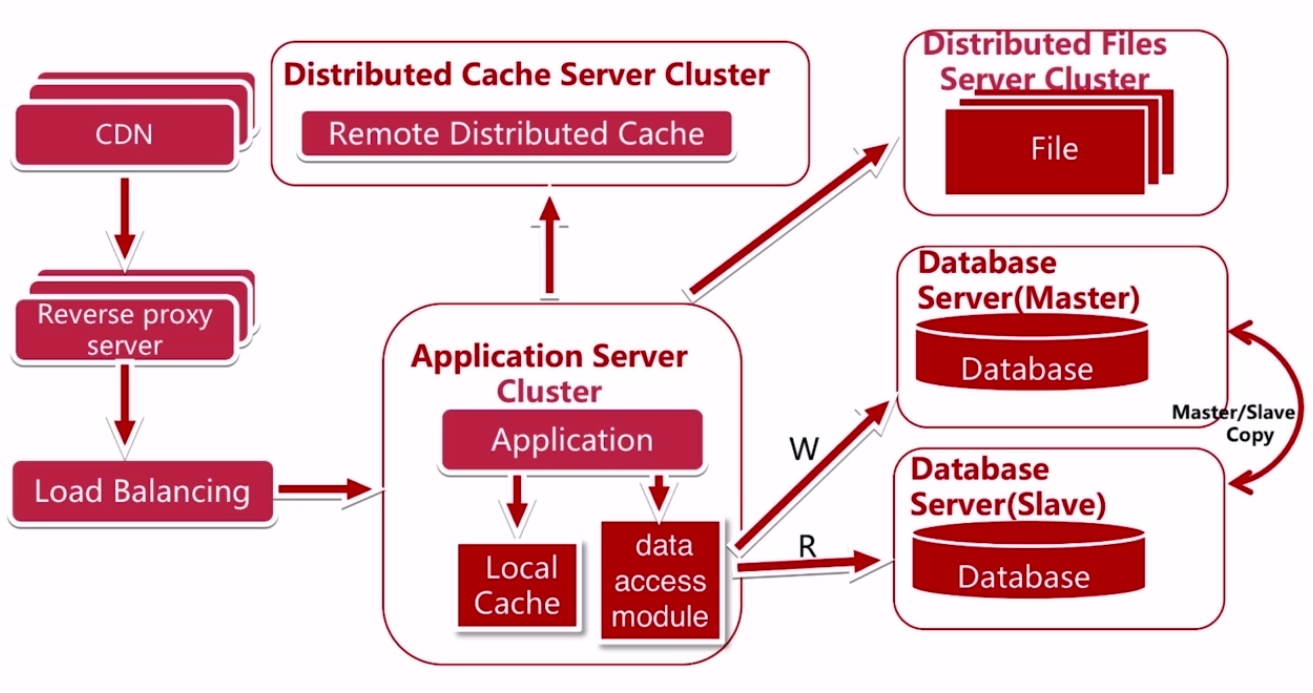 Distributed Cache Server Cluster
Remote Distributed Cache
Distributed Files
Server Cluster
File
CDN
Reverse proxy
server
Load Balancing
Application Server
Cluster
Application
Local
Cache
data
access
module
W
R
Database
Server(Master)
Database
Master/Slave
Copy
Database
Server(Slave)
Database